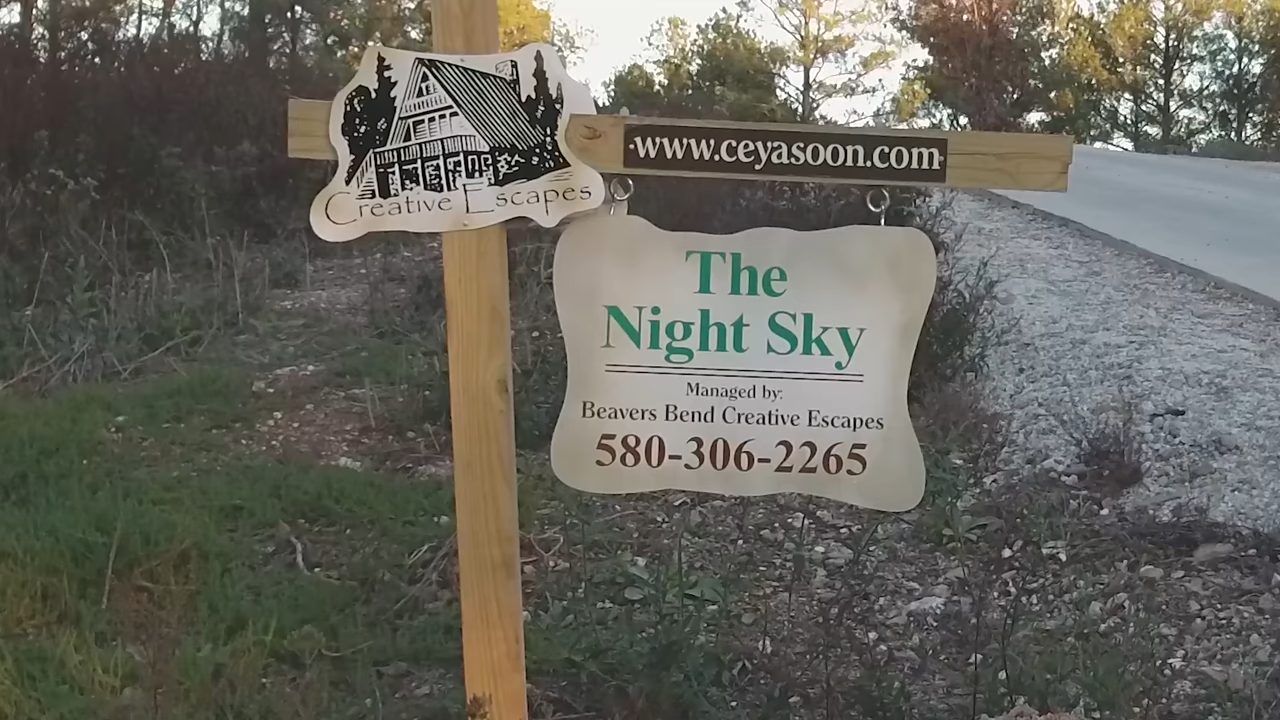 Creative Escapes
www.ceyasoon.com
The
Night Sky
Managed by:
Beavers Bend Creative Escapes
580-306-2265